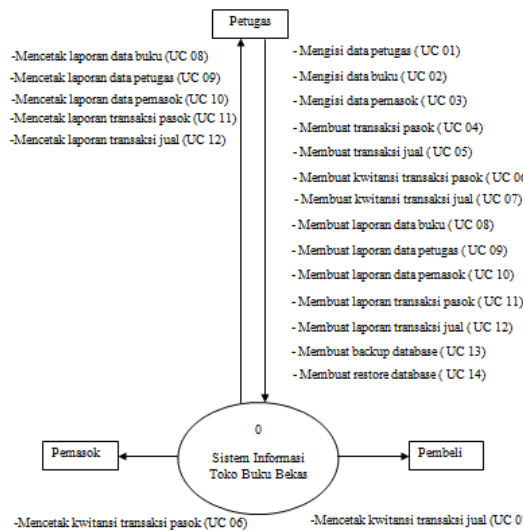 Petugas
-Mencetak laporan data buku (UC 08)
-Mencetak laporan data petugas (UC 09)
-Mencetak laporan data pemasok (UC 10)
-Mencetak laporan transaksi pasok (UC 11)
-Mencetak laporan transaksi jual (UC 12)
- Mengisi data petugas ( UC 01)
- Mengisi data buku ( UC 02)
- Mengisi data pemasok ( UC 03)
- Membuat transaksi pasok ( UC 04)
- Membuat transaksi jual ( UC 05)
- Membuat kwitansi transaksi pasok ( UC 06
- Membuat kwitansi transaksi jual ( UC 07)
- Membuat laporan data buku ( UC 08)
- Membuat laporan data petugas ( UC 09)
- Membuat laporan data pemasok ( UC 10)
- Membuat laporan transaksi pasok ( UC 11)
- Membuat laporan transaksi jual ( UC 12)
- Membuat backup database ( UC 13)
- Membuat restore database ( UC 14)
0
Sistem Informasi
Toko Buku Bekas
Pemasok
Pembeli
-Mencetak kwitansi transaksi pasok (UC 06)
-Mencetak kwitansi transaksi jual (UC 0